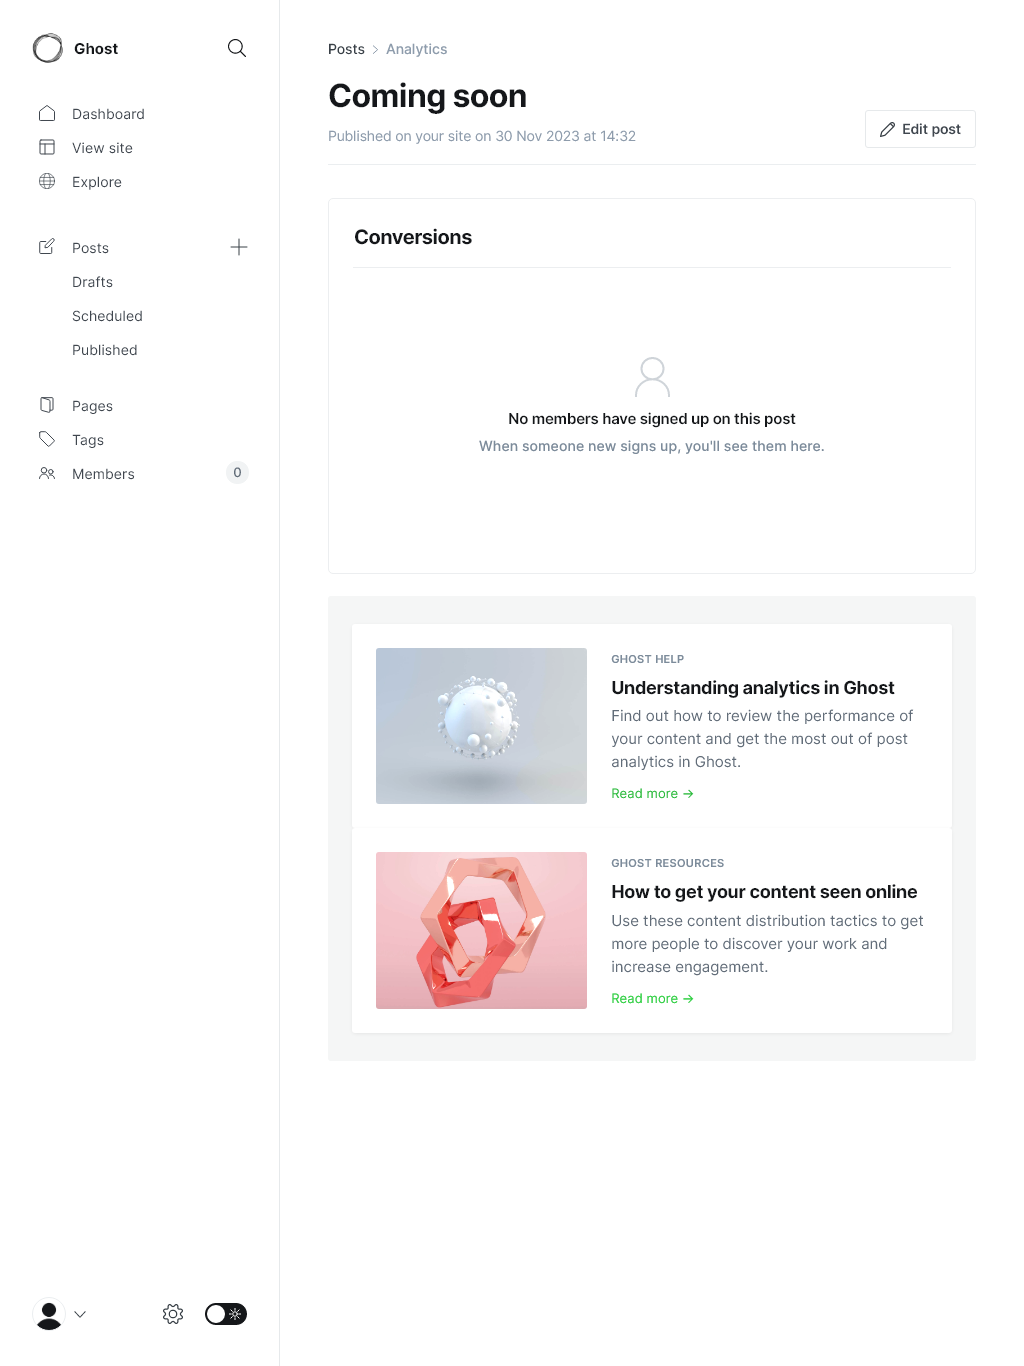 Ghost
Dashboard
View site
Explore
Posts
Drafts
Scheduled
Published
Pages
Tags
Members 0
Posts > Analytics
Coming soon
Published on your site on 30 Nov 2023 at 14:32
Edit post
Conversions
No members have signed up on this post
When someone new signs up, you'll see them here.
GHOST HELP
Understanding analytics in Ghost
Find out how to review the performance of
your content and get the most out of post
analytics in Ghost.
Read more →
GHOST RESOURCES
How to get your content seen online
Use these content distribution tactics to get
more people to discover your work and
increase engagement.
Read more →